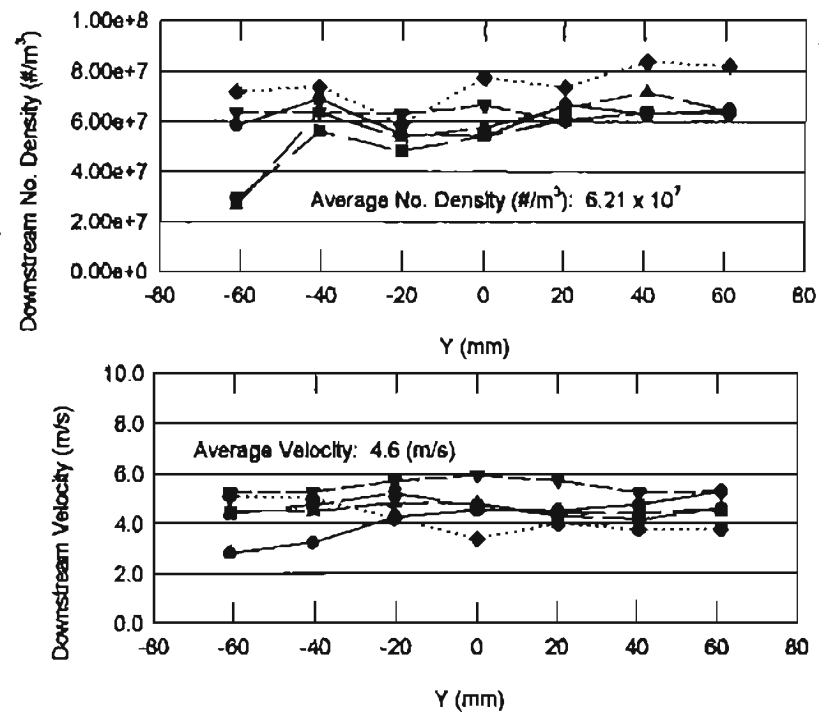 Downstream No. Density (#/m³)
1.00e+8
8.00e+7
6.00e+7
4.00e+7
2.00e+7
0.00e+0
Average No. Density (#/m³): 6.21 x 10⁷
-80 -60 -40 -20 0 20 40 60 80
Y (mm)
Downstream Velocity (m/s)
10.0
8.0
6.0
4.0
2.0
0.0
Average Velocity: 4.6 (m/s)
-80 -60 -40 -20 0 20 40 60 80
Y (mm)